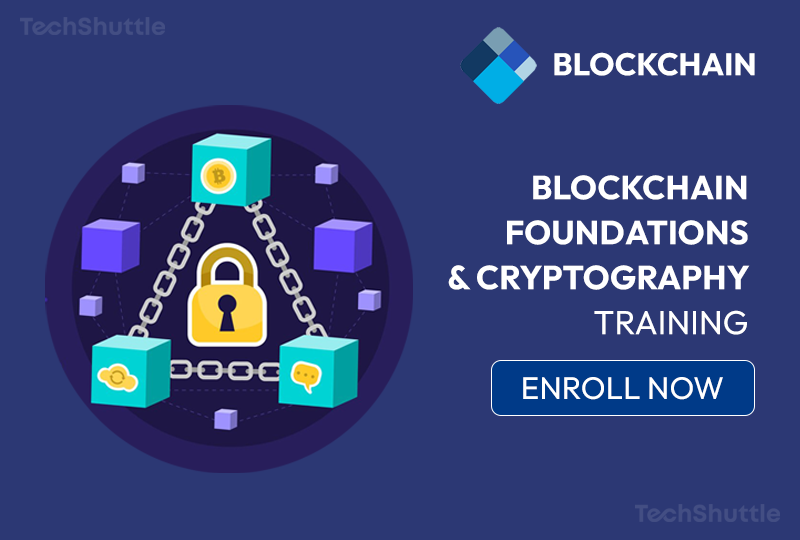 TechShuttle
BLOCKCHAIN
BLOCKCHAIN
FOUNDATIONS
& CRYPTOGRAPHY
TRAINING
ENROLL NOW
TechShuttle